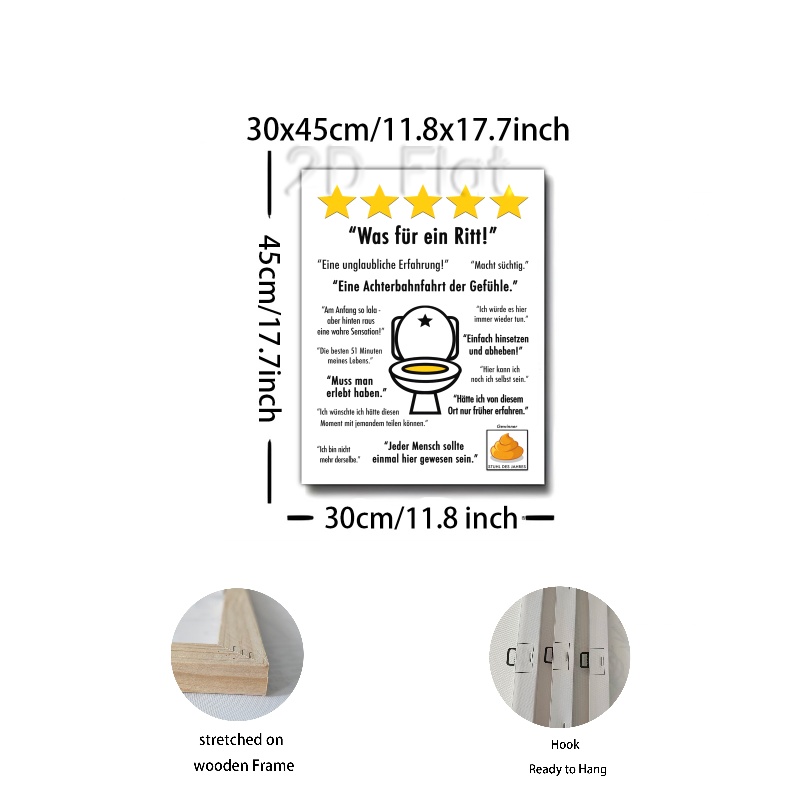 30x45cm/11.8x17.7inch
2D Flat
45cm/17.7inch
“Was für ein Ritt!”
“Eine unglaubliche Erfahrung!”
“Macht süchtig.”
“Eine Achterbahnfahrt der Gefühle.”
“Am Anfang so lala -
aber hinten raus
eine wahre Sensation!”
“Ich würde es hier
immer wieder tun.”
“Die besten 51 Minuten
meines Lebens.”
“Einfach hinsetzen
und abheben!”
“Hier kann ich
noch ich selbst sein.”
“Muss man
erlebt haben.”
“Hätte ich von diesem
Ort nur früher erfahren.”
“Ich wünschte ich hätte diesen
Moment mit jemandem teilen können.”
“Ich bin nicht
mehr derselbe.”
“Jeder Mensch sollte
einmal hier gewesen sein.”
Gewinner
STUHL DES JAHRES
30cm/11.8 inch
stretched on
wooden Frame
Hook
Ready to Hang